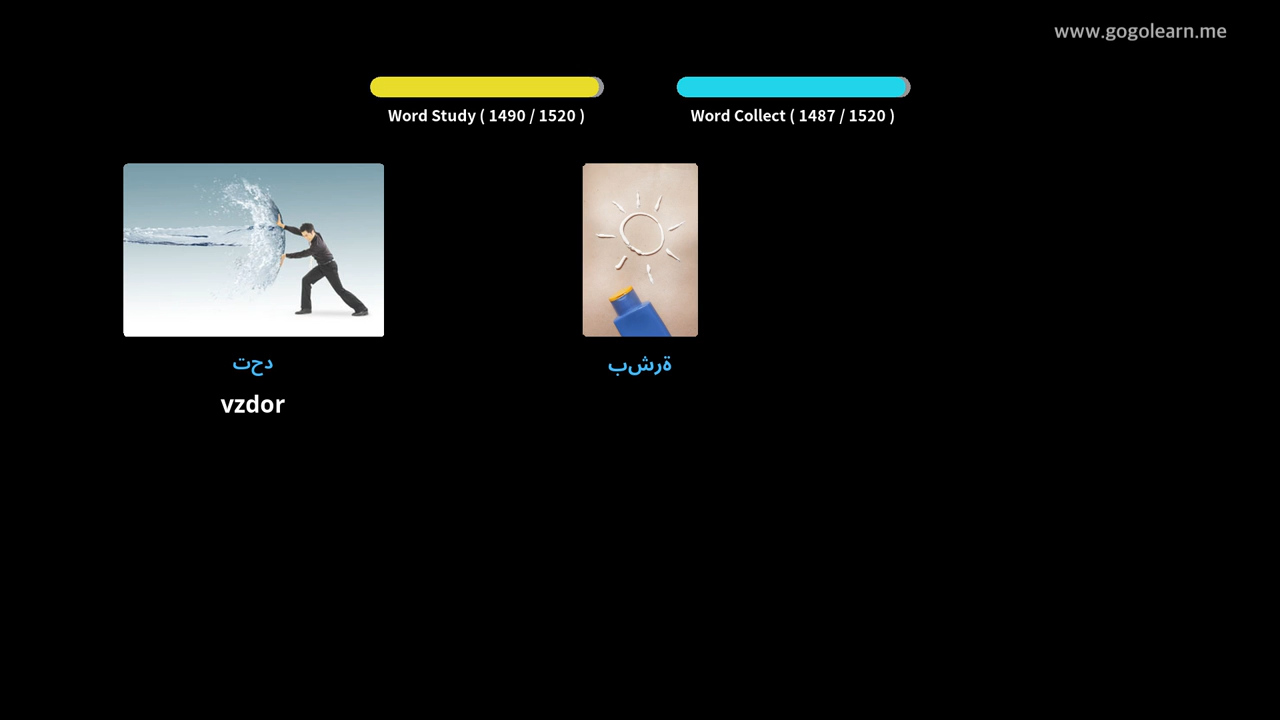 www.gogolearn.me
Word Study ( 1490 / 1520 )
Word Collect ( 1487 / 1520 )
دحت
ةرشب
vzdor